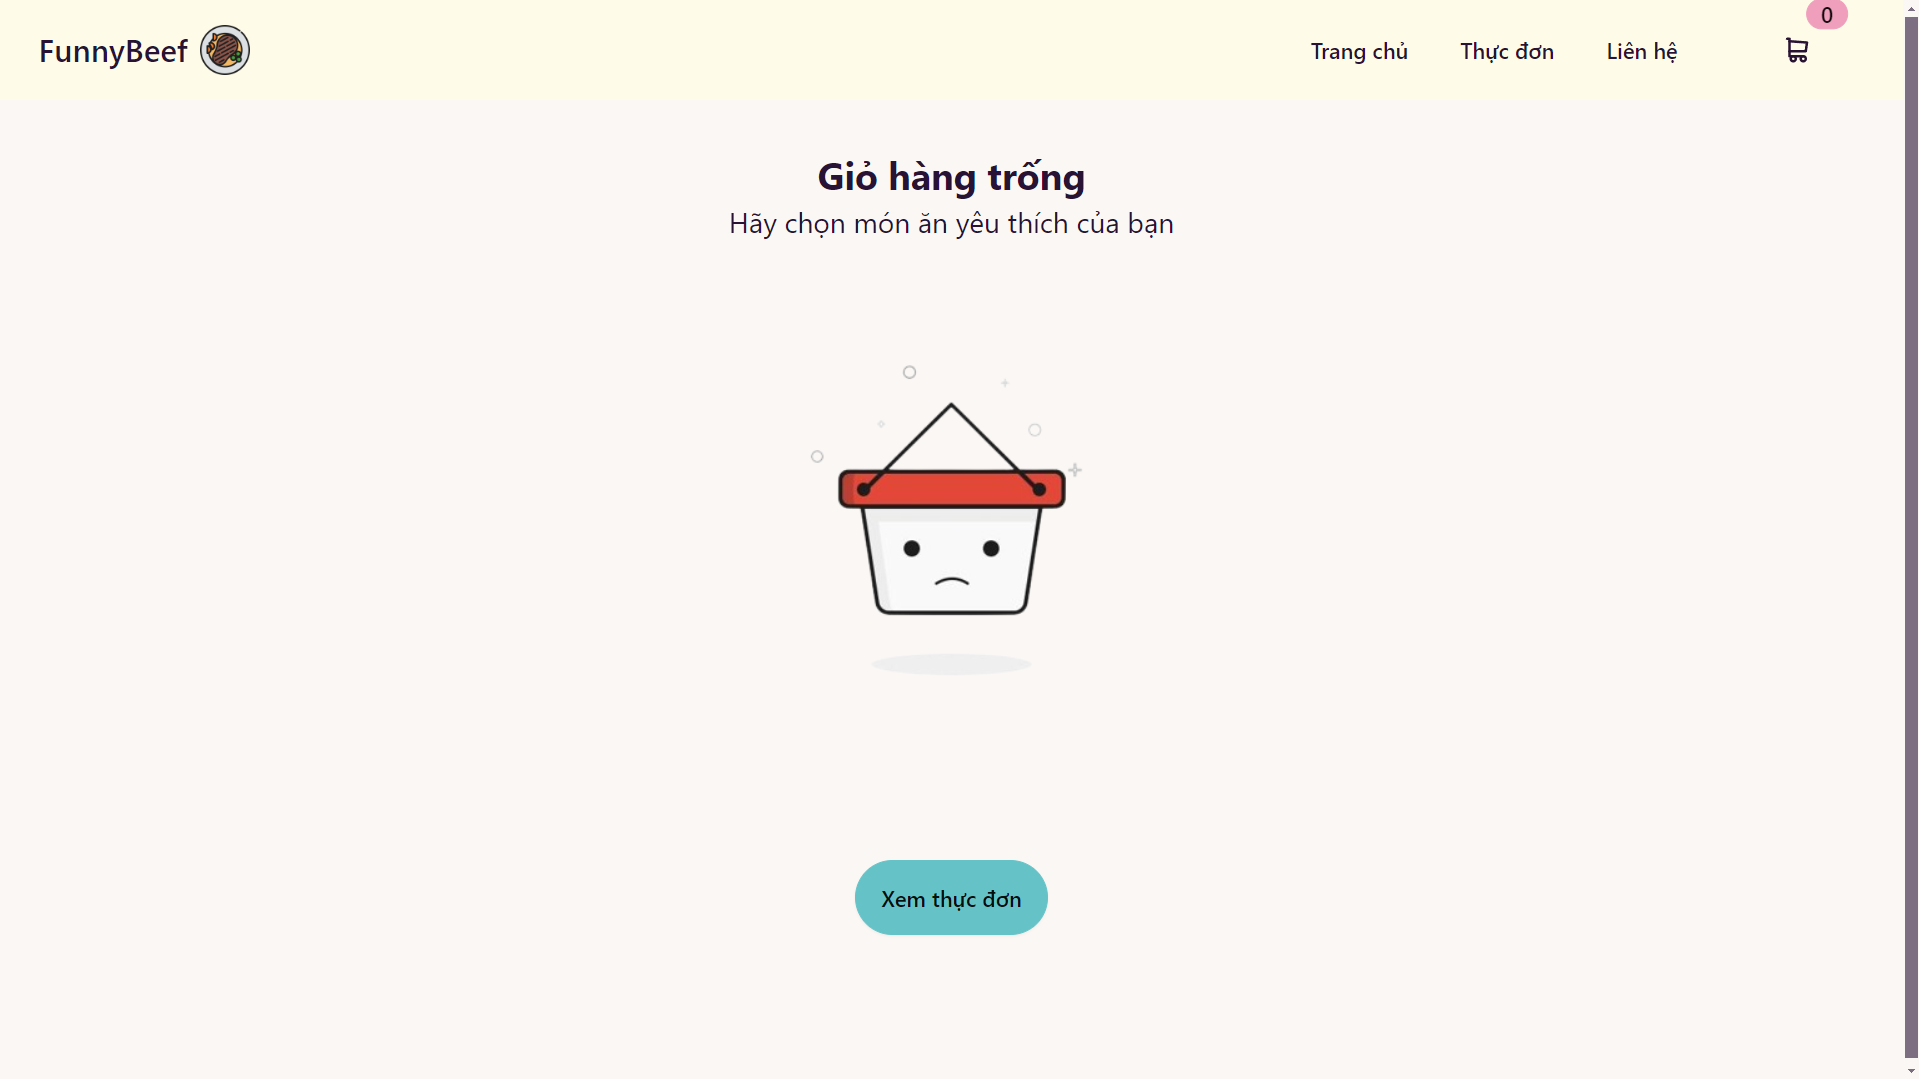 FunnyBeef
Trang chủ
Thực đơn
Liên hệ
0
Giỏ hàng trống
Hãy chọn món ăn yêu thích của bạn
Xem thực đơn